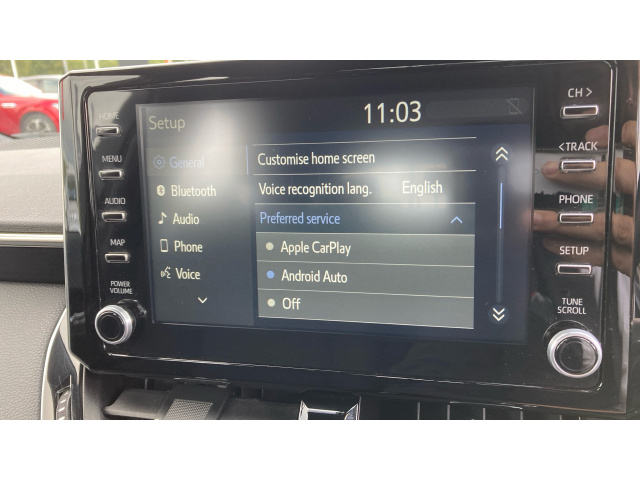 HOME
MENU
AUDIO
MAP
POWER
VOLUME
Setup
11:03
General
Bluetooth
Audio
Phone
Voice
Customise home screen
Voice recognition lang. English
Preferred service
Apple CarPlay
Android Auto
Off
CH >
< TRACK
PHONE
SETUP
TUNE
SCROLL